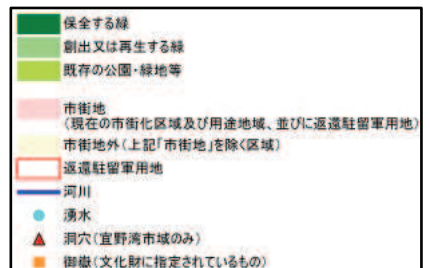 保全する緑
創出又は再生する緑
既存の公園・緑地等
市街地
(現在の市街化区域及び用途地域、並びに返還駐留軍用地)
市街地外(上記「市街地」を除く区域)
返還駐留軍用地
河川
湧水
洞穴(宜野湾市域のみ)
御嶽(文化財に指定されているもの)